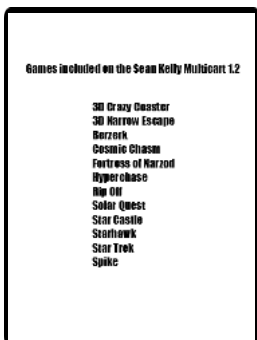 Games included on the Sean Kelly Multicart 1.2
3D Crazy Coaster
3D Narrow Escape
Berzerk
Cosmic Chasm
Fortress of Narzod
Hyperchase
Rip Off
Solar Quest
Star Castle
Starhawk
Star Trek
Spike